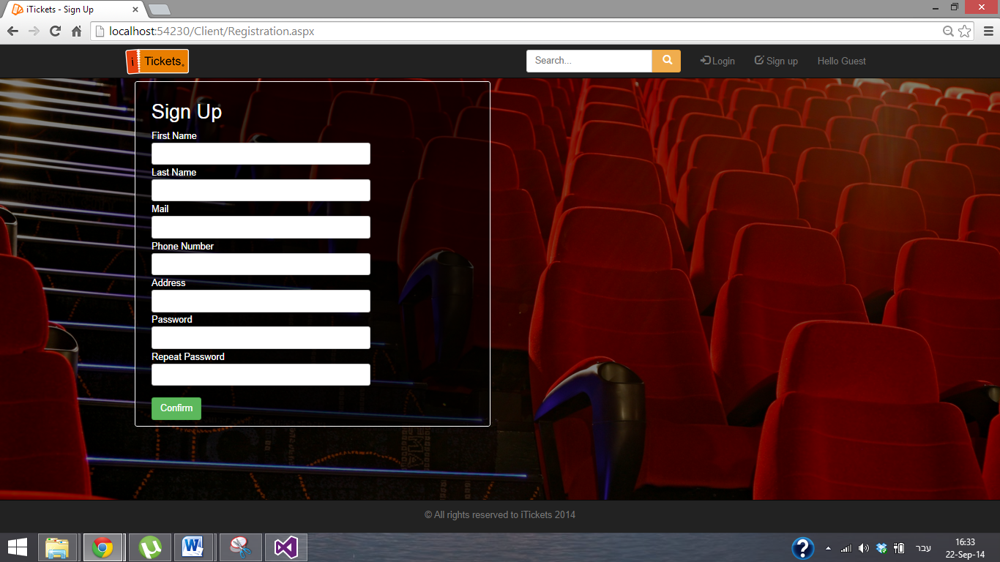 iTickets - Sign Up
localhost:54230/Client/Registration.aspx
i Tickets.
Search...
Login
Sign up
Hello Guest
Sign Up
First Name
Last Name
Mail
Phone Number
Address
Password
Repeat Password
Confirm
© All rights reserved to iTickets 2014
W
?
עבר
16:33
22-Sep-14